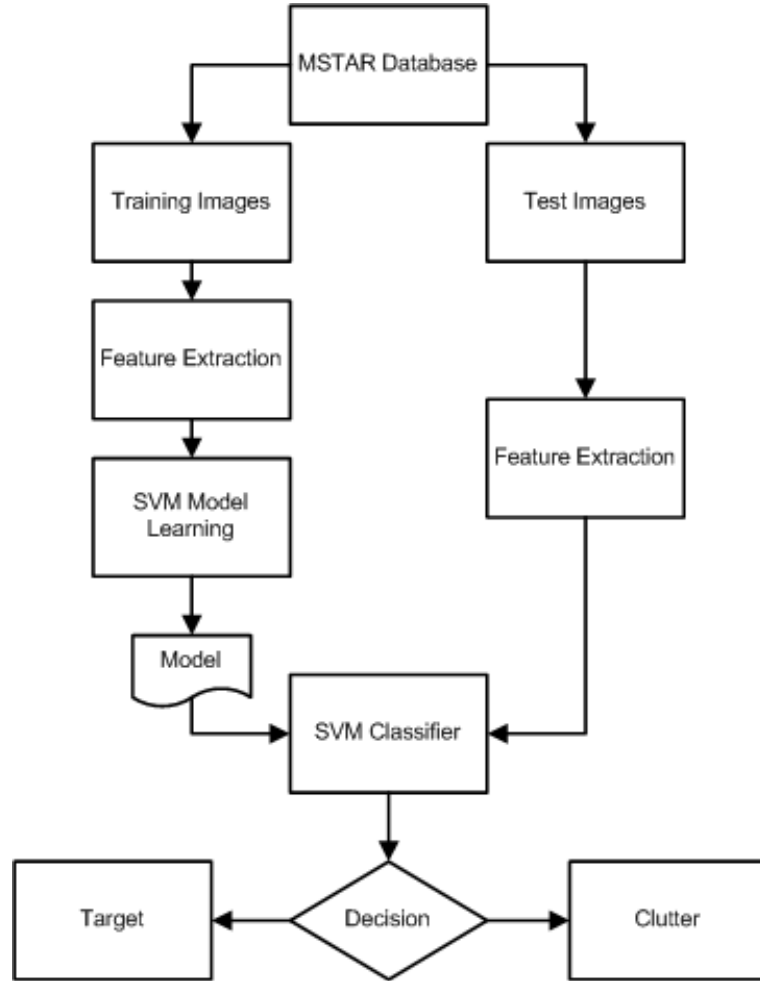 MSTAR Database
Training Images
Test Images
Feature Extraction
Feature Extraction
SVM Model
Learning
Model
SVM Classifier
Target
Decision
Clutter